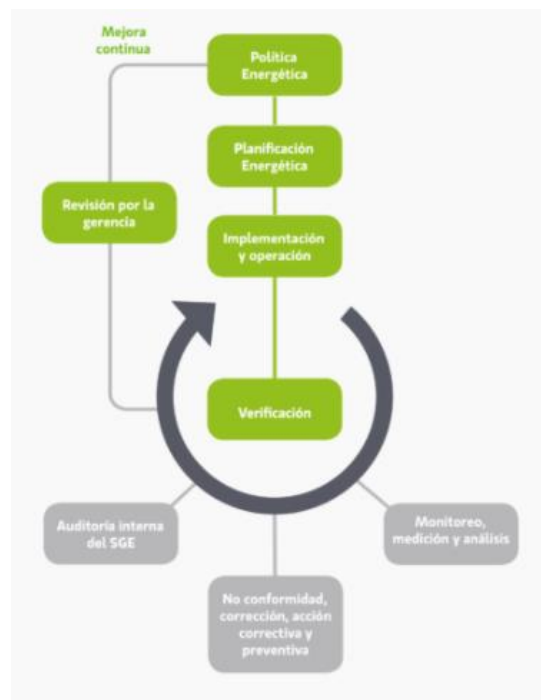 Mejora
continua
Política
Energética
Planificación
Energética
Revisión por la
gerencia
Implementación
y operación
Verificación
Auditoría interna
del SGE
Monitoreo,
medición y análisis
No conformidad,
corrección, acción
correctiva y
preventiva